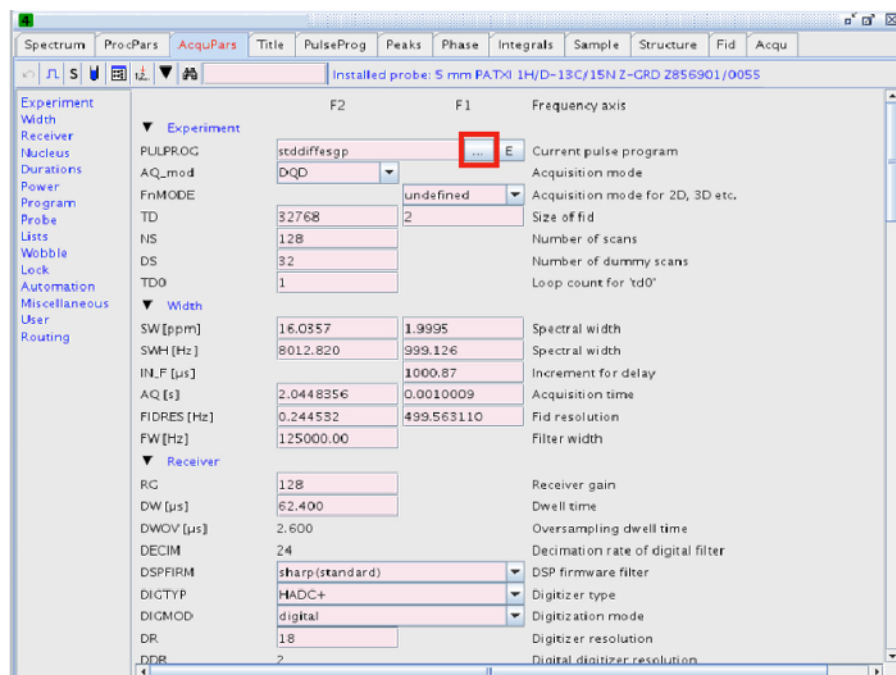 4
Spectrum ProcPars AcquPars Title PulseProg Peaks Phase Integrals Sample Structure Fid Acqu
S 1,2.. Installed probe: 5 mm PATXI 1H/D-13C/15N Z-GRD Z856901/0055
Experiment
Width
Receiver
Nucleus
Durations
Power
Program
Probe
Lists
Wobble
Lock
Automation
Miscellaneous
User
Routing
F2 F1 Frequency axis
Experiment
PULPROG stddiffesgp ... E Current pulse program
AQ_mod DQD Acquisition mode
FnMODE undefined Acquisition mode for 2D, 3D etc.
TD 32768 2 Size of fid
NS 128 Number of scans
DS 32 Number of dummy scans
TD0 1 Loop count for 'td0'
Width
SW [ppm] 16.0357 1.9995 Spectral width
SWH [Hz] 8012.820 999.126 Spectral width
IN_F [µs] 1000.87 Increment for delay
AQ [s] 2.0448356 0.0010009 Acquisition time
FIDRES [Hz] 0.244532 499.563110 Fid resolution
FW [Hz] 125000.00 Filter width
Receiver
RG 128 Receiver gain
DW [µs] 62.400 Dwell time
DWOV [µs] 2.600 Oversampling dwell time
DECIM 24 Decimation rate of digital filter
DSPFIRM sharp(standard) DSP firmware filter
DIGTYP HADC+ Digitizer type
DIGMOD digital Digitization mode
DR 18 Digitizer resolution
DDR 2 Digital digitizer resolution